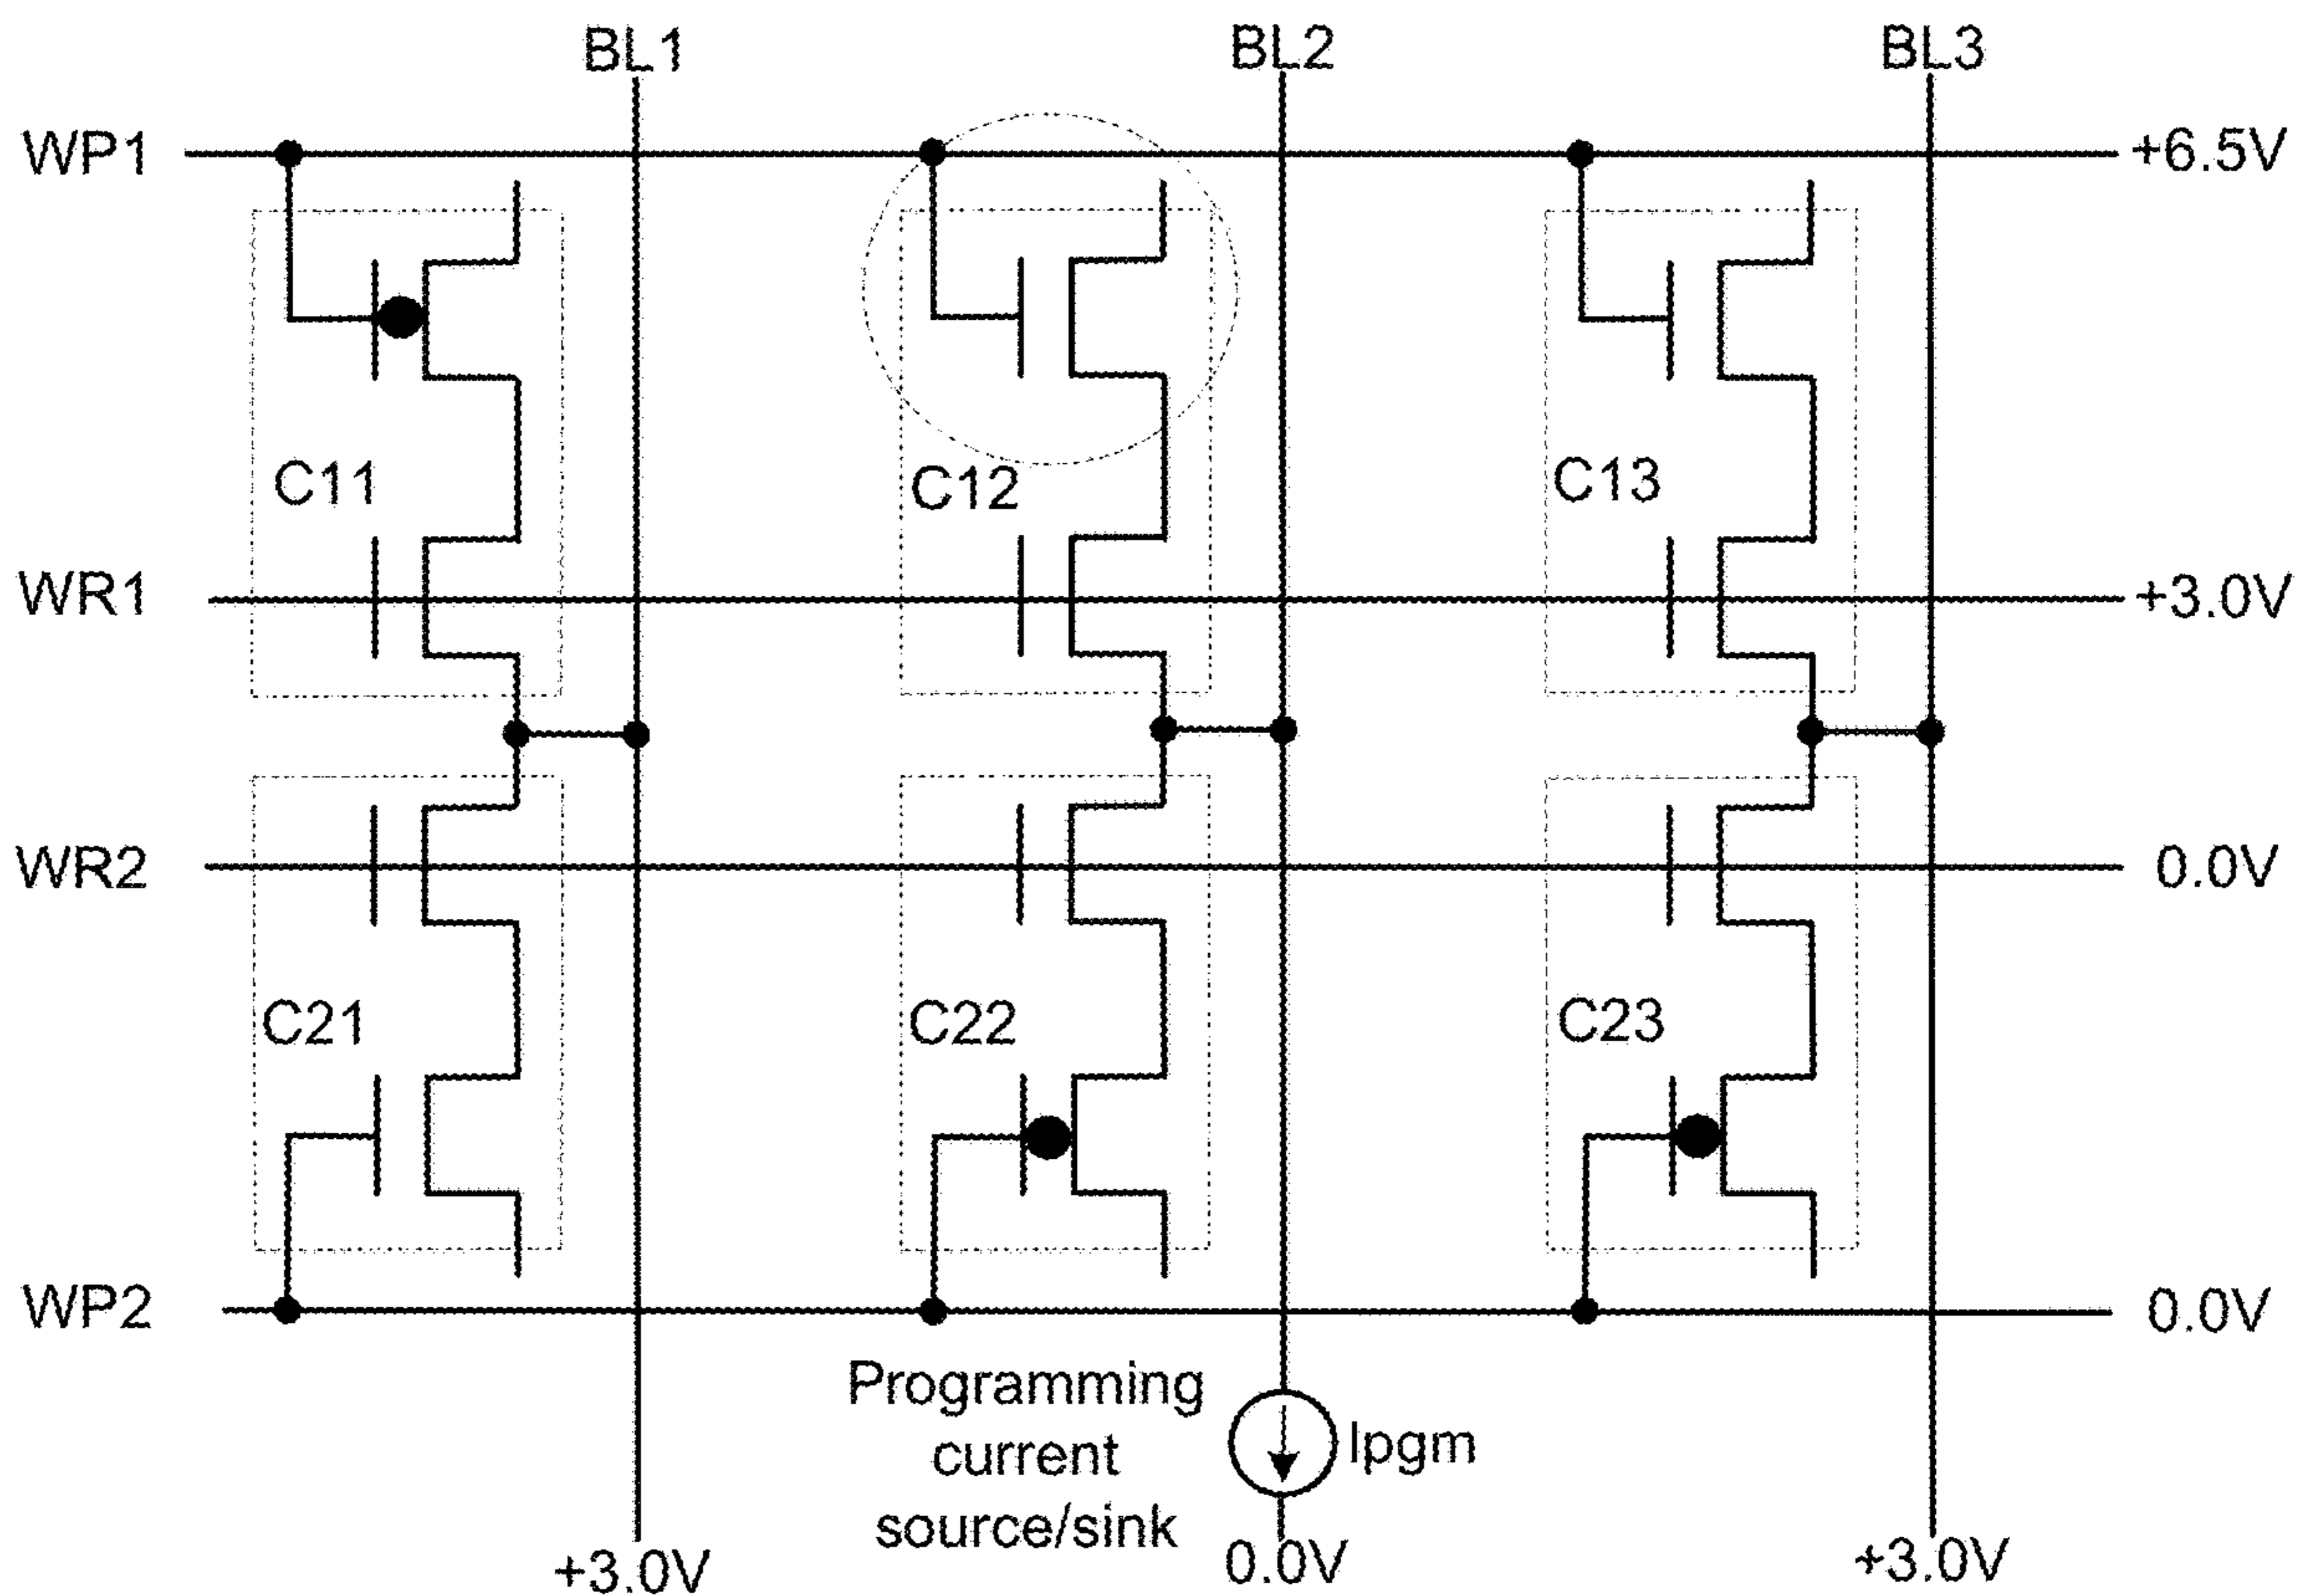 BL1 BL2 BL3
WP1 +6.5V
C11 C12 C13
WR1 +3.0V
WR2 0.0V
C21 C22 C23
WP2 0.0V
Programming
current
source/sink
Ipgm
+3.0V 0.0V +3.0V